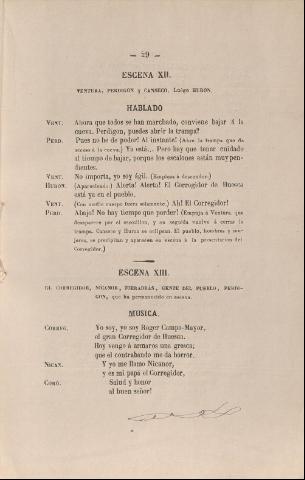 — 29 —
ESCENA XII.
VENTURA, PERDIGON y CANSECO. Luego HURON.
HABLADO
VENT. Ahora que todos se han marchado, conviene bajar á la
cueva. Perdigon, puedes abrir la trampa?
PERD. Pues no he de poder! Al instante! (Abre la trampa que da
acceso á la cueva.) Ya está... Pero hay que tener cuidado
al tiempo de bajar, porque los escalones están muy pen-
dientes.
VENT. No importa, yo soy ágil. (Empieza á descender.)
HURON. (Apareciendo.) Alerta! Alerta! El Corregidor de Huesca
está ya en el pueblo.
VENT. (Con medio cuerpo fuera solamente.) Ah! El Corregidor!
PERD. Abajo! No hay tiempo que perder! (Empuja á Ventura que
desaparece por el escotillon, y en seguida vuelve á cerrar la
trampa. Canseco y Huron se eclipsan. El pueblo, hombres y mu-
jeres, se precipitan y aparecen en escena á la presentacion del
Corregidor.)
ESCENA XIII.
EL CORREGIDOR, NICANOR, GENTE DEL PUEBLO, PERDI-
GON, que ha permanecido en escena.
MUSICA.
CORREG. Yo soy, yo soy Roger Campo-Mayor,
el gran Corregidor de Huesca.
Hoy vengo á armaros una gresca;
que el contrabando me da horror.
NICAN. Y yo me llamo Nicanor,
y es mi papá el Corregidor,
CORO. Salud y honor
al buen señor!